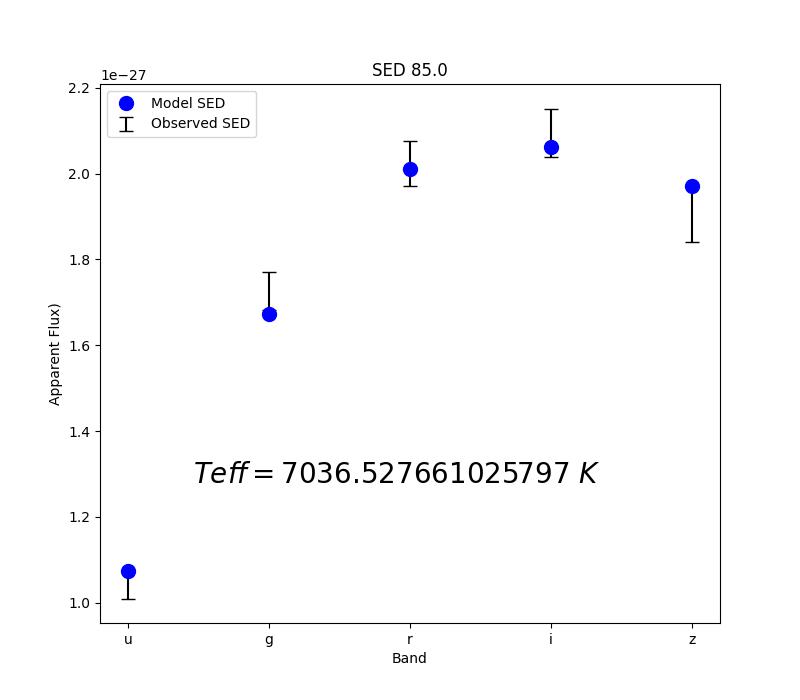 SED 85.0
1e−27
2.2
2.0
1.8
1.6
1.4
1.2
1.0
Apparent Flux)
Model SED
Observed SED
Teff = 7036.527661025797 K
u g r i z
Band